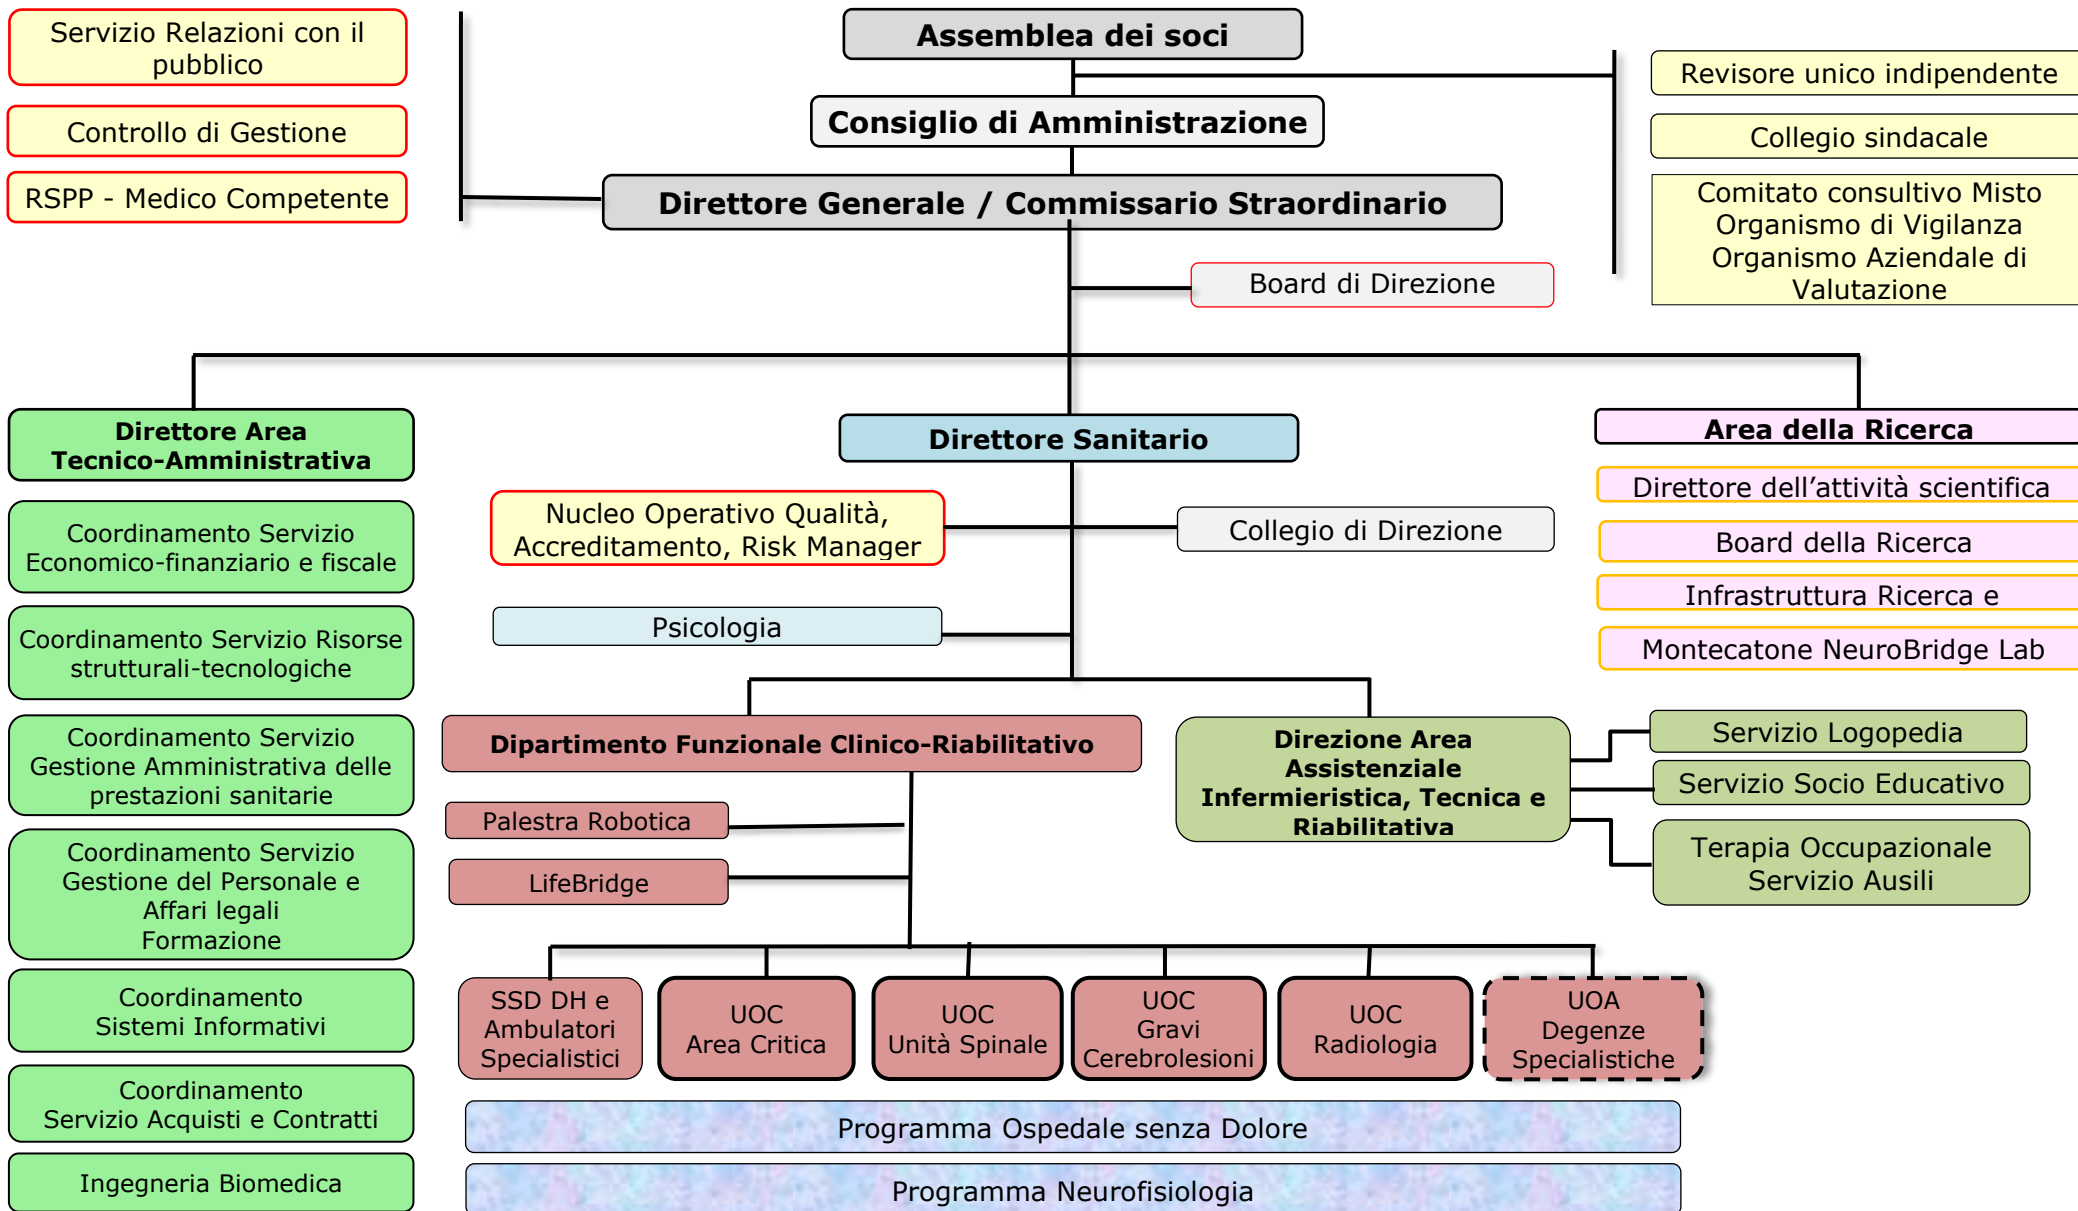 Servizio Relazioni con il
pubblico
Controllo di Gestione
RSPP - Medico Competente
Assemblea dei soci
Consiglio di Amministrazione
Direttore Generale / Commissario Straordinario
Board di Direzione
Revisore unico indipendente
Collegio sindacale
Comitato consultivo Misto
Organismo di Vigilanza
Organismo Aziendale di
Valutazione
Direttore Area
Tecnico-Amministrativa
Coordinamento Servizio
Economico-finanziario e fiscale
Coordinamento Servizio Risorse
strutturali-tecnologiche
Coordinamento Servizio
Gestione Amministrativa delle
prestazioni sanitarie
Coordinamento Servizio
Gestione del Personale e
Affari legali
Formazione
Coordinamento
Sistemi Informativi
Coordinamento
Servizio Acquisti e Contratti
Ingegneria Biomedica
Direttore Sanitario
Nucleo Operativo Qualità,
Accreditamento, Risk Manager
Collegio di Direzione
Psicologia
Area della Ricerca
Direttore dell’attività scientifica
Board della Ricerca
Infrastruttura Ricerca e
Montecatone NeuroBridge Lab
Dipartimento Funzionale Clinico-Riabilitativo
Palestra Robotica
LifeBridge
Direzione Area
Assistenziale
Infermieristica, Tecnica e
Riabilitativa
Servizio Logopedia
Servizio Socio Educativo
Terapia Occupazionale
Servizio Ausili
SSD DH e
Ambulatori
Specialistici
UOC
Area Critica
UOC
Unità Spinale
UOC
Gravi
Cerebrolesioni
UOC
Radiologia
UOA
Degenze
Specialistiche
Programma Ospedale senza Dolore
Programma Neurofisiologia